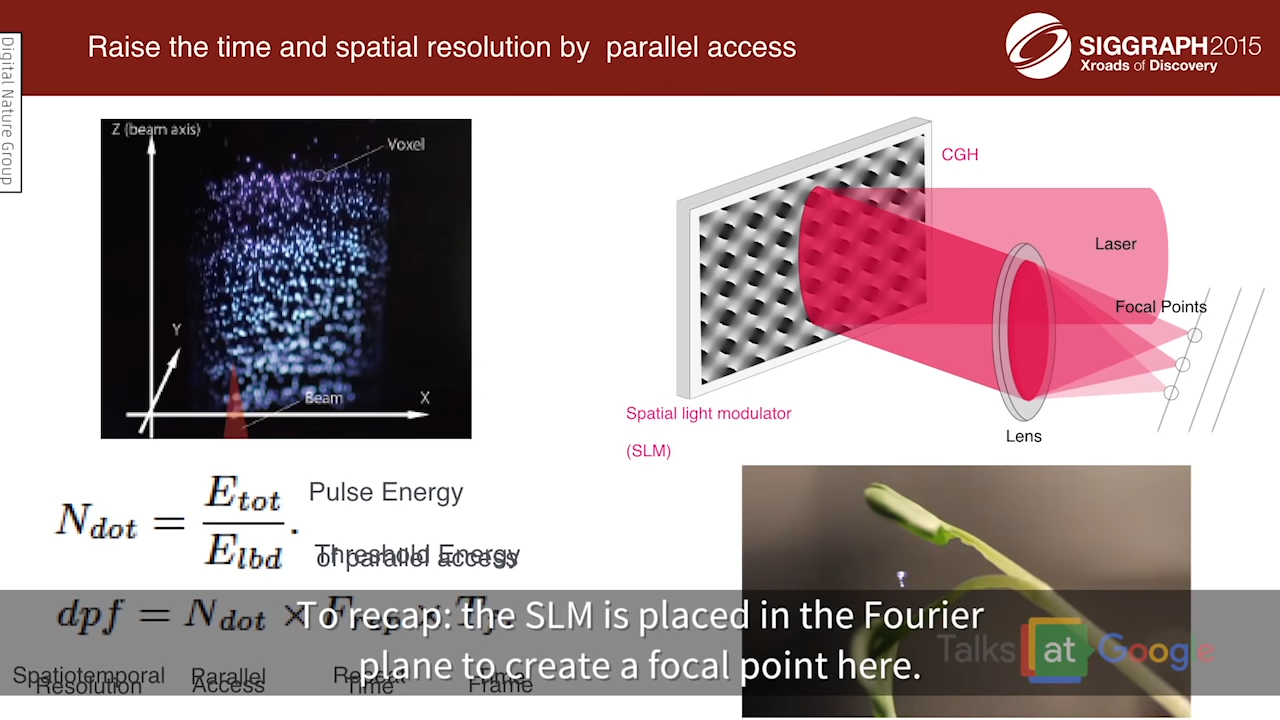 Raise the time and spatial resolution by parallel access
SIGGRAPH2015
Xroads of Discovery
Digital Nature Group
Z (beam axis)
Voxel
Y
Beam
X
CGH
Laser
Focal Points
Spatial light modulator
(SLM)
Lens
N_dot = E_tot / E_lbd .
Pulse Energy
Threshold Energy
of parallel access
dpf = N_dot ×
To recap: the SLM is placed in the Fourier
plane to create a focal point here.
Talks at Google
Spatiotemporal
Resolution
Parallel
Access
Time
Frame